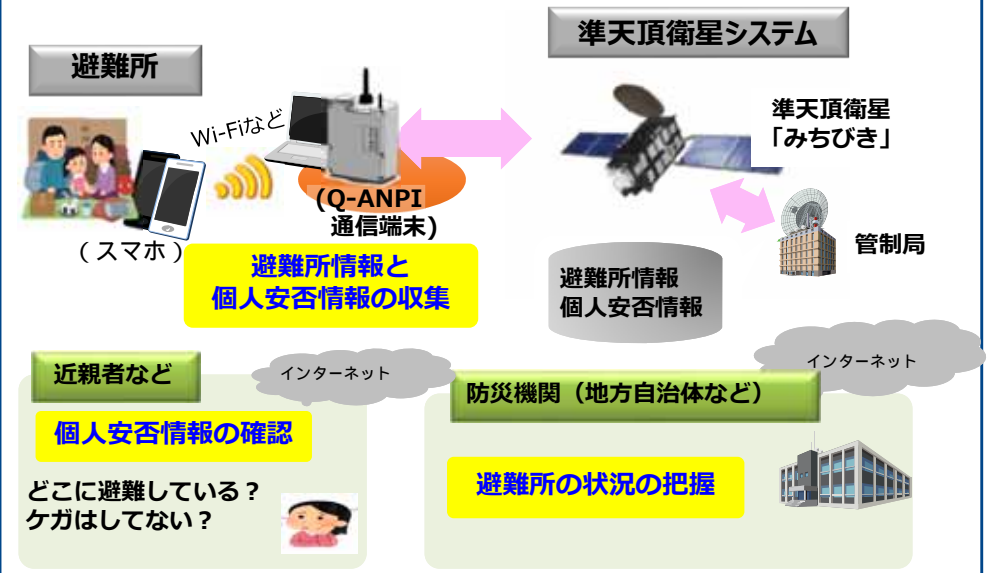 避難所
準天頂衛星システム
Wi-Fiなど
準天頂衛星
「みちびき」
(Q-ANPI
通信端末)
（スマホ）
管制局
避難所情報と
個人安否情報の収集
避難所情報
個人安否情報
近親者など
インターネット
インターネット
防災機関（地方自治体など）
個人安否情報の確認
避難所の状況の把握
どこに避難している？
ケガはしてない？